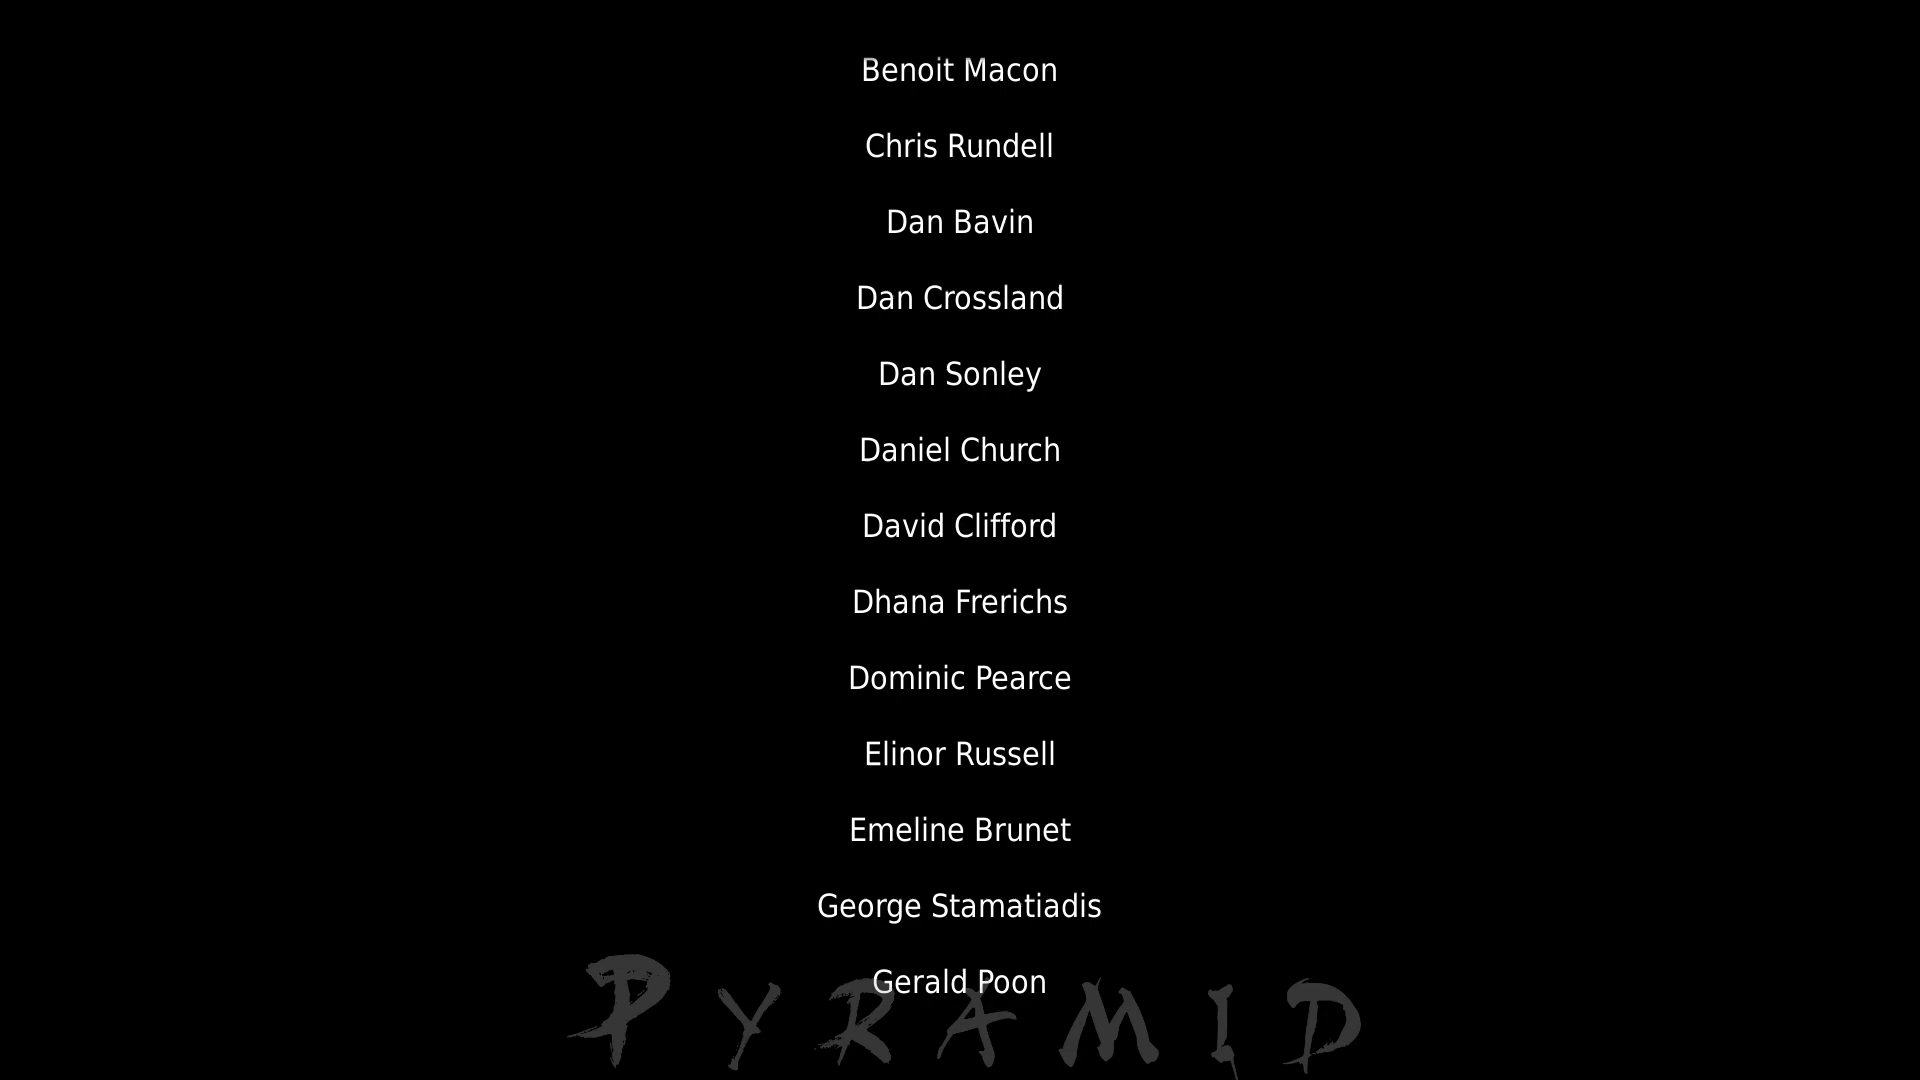 Benoit Macon
Chris Rundell
Dan Bavin
Dan Crossland
Dan Sonley
Daniel Church
David Clifford
Dhana Frerichs
Dominic Pearce
Elinor Russell
Emeline Brunet
George Stamatiadis
Gerald Poon
PYRAMID